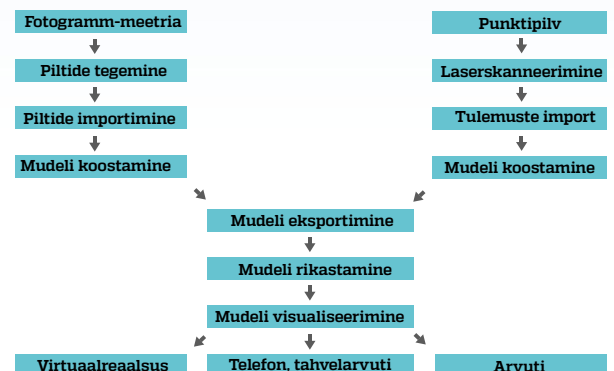 Fotogramm-meetria
Piltide tegemine
Piltide importimine
Mudeli koostamine
Punktipilv
Laserskanneerimine
Tulemuste import
Mudeli koostamine
Mudeli eksportimine
Mudeli rikastamine
Mudeli visualiseerimine
Virtuaalreaalsus
Telefon, tahvelarvuti
Arvuti